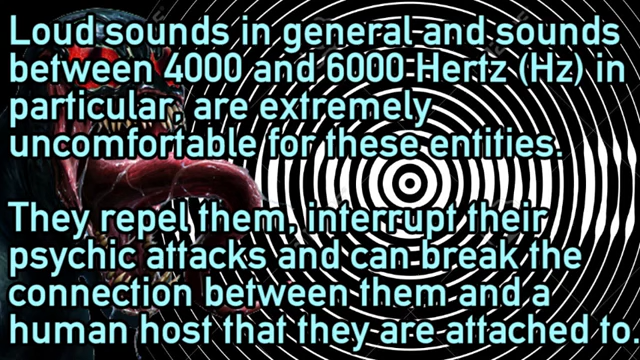 Loud sounds in general and sounds
between 4000 and 6000 Hertz (Hz) in
particular, are extremely
uncomfortable for these entities.
They repel them, interrupt their
psychic attacks and can break the
connection between them and a
human host that they are attached to.